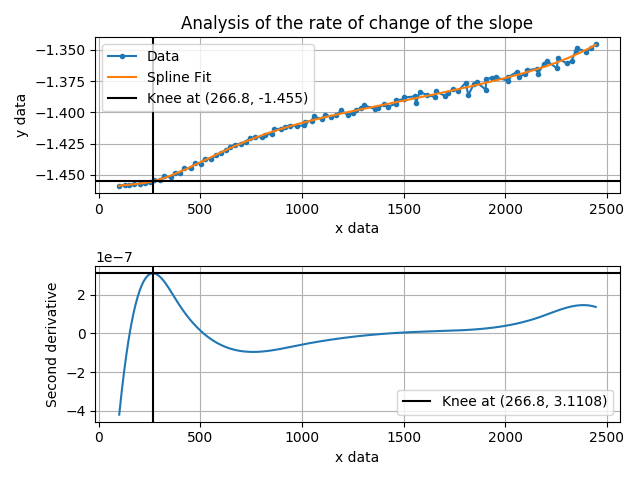 Analysis of the rate of change of the slope
−1.350
−1.375
−1.400
−1.425
−1.450
y data
Data
Spline Fit
Knee at (266.8, -1.455)
0
500
1000
1500
2000
2500
x data
1e−7
2
0
−2
−4
Second derivative
Knee at (266.8, 3.1108)
0
500
1000
1500
2000
2500
x data